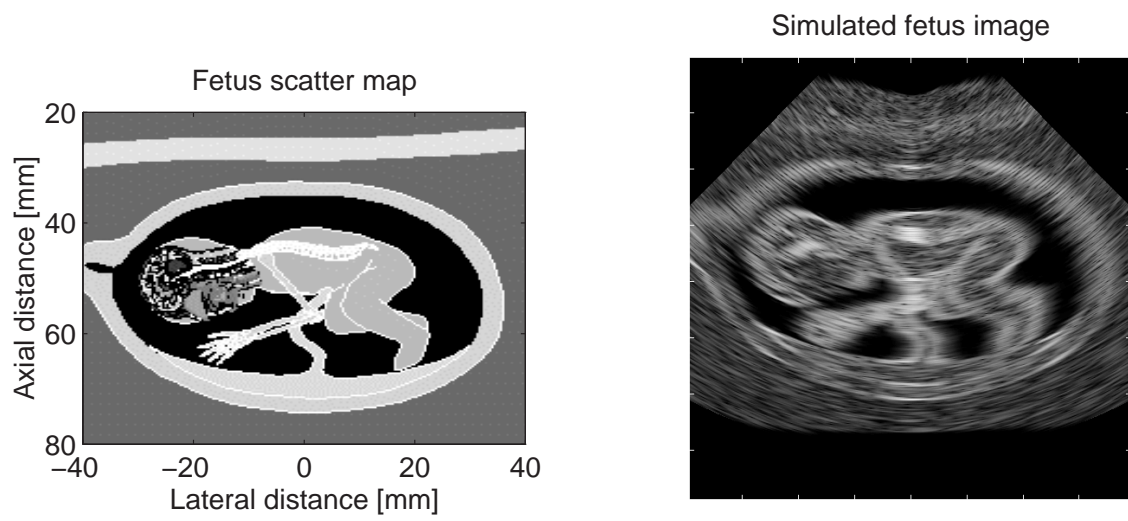 Simulated fetus image
Fetus scatter map
20
40
60
80
Axial distance [mm]
−40
−20
0
20
40
Lateral distance [mm]